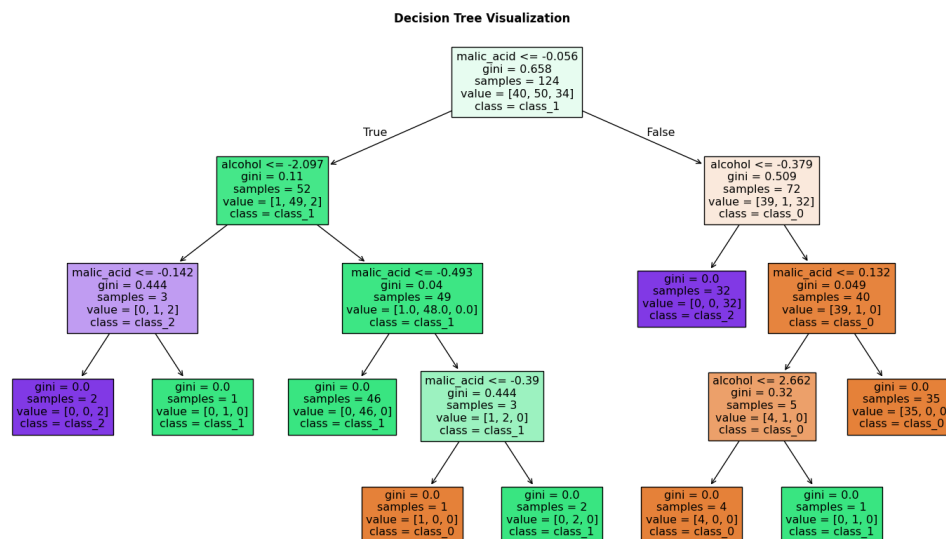 Decision Tree Visualization
malic_acid <= -0.056
gini = 0.658
samples = 124
value = [40, 50, 34]
class = class_1
True
False
alcohol <= -2.097
gini = 0.11
samples = 52
value = [1, 49, 2]
class = class_1
alcohol <= -0.379
gini = 0.509
samples = 72
value = [39, 1, 32]
class = class_0
malic_acid <= -0.142
gini = 0.444
samples = 3
value = [0, 1, 2]
class = class_2
malic_acid <= -0.493
gini = 0.04
samples = 49
value = [1.0, 48.0, 0.0]
class = class_1
gini = 0.0
samples = 32
value = [0, 0, 32]
class = class_2
malic_acid <= 0.132
gini = 0.049
samples = 40
value = [39, 1, 0]
class = class_0
gini = 0.0
samples = 2
value = [0, 0, 2]
class = class_2
gini = 0.0
samples = 1
value = [0, 1, 0]
class = class_1
gini = 0.0
samples = 46
value = [0, 46, 0]
class = class_1
malic_acid <= -0.39
gini = 0.444
samples = 3
value = [1, 2, 0]
class = class_1
alcohol <= 2.662
gini = 0.32
samples = 5
value = [4, 1, 0]
class = class_0
gini = 0.0
samples = 35
value = [35, 0, 0]
class = class_0
gini = 0.0
samples = 1
value = [1, 0, 0]
class = class_0
gini = 0.0
samples = 2
value = [0, 2, 0]
class = class_1
gini = 0.0
samples = 4
value = [4, 0, 0]
class = class_0
gini = 0.0
samples = 1
value = [0, 1, 0]
class = class_1